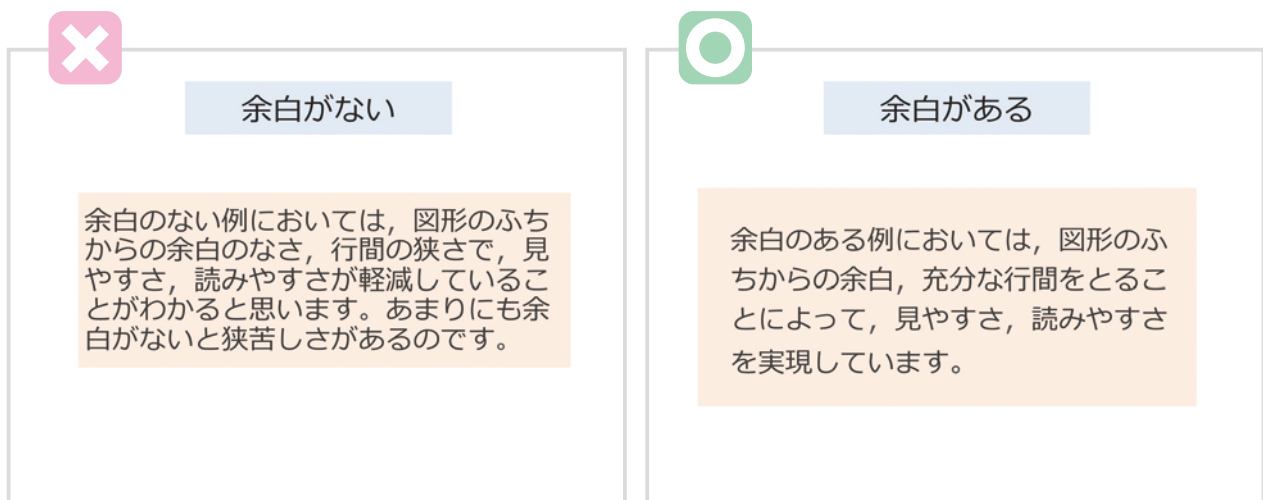 余白がない
余白のない例においては，図形のふち
からの余白のなさ，行間の狭さで，見
やすさ，読みやすさが軽減しているこ
とがわかると思います。あまりにも余
白がないと狭苦しさがあるのです。
余白がある
余白のある例においては，図形のふ
ちからの余白，充分な行間をとるこ
とによって，見やすさ，読みやすさ
を実現しています。